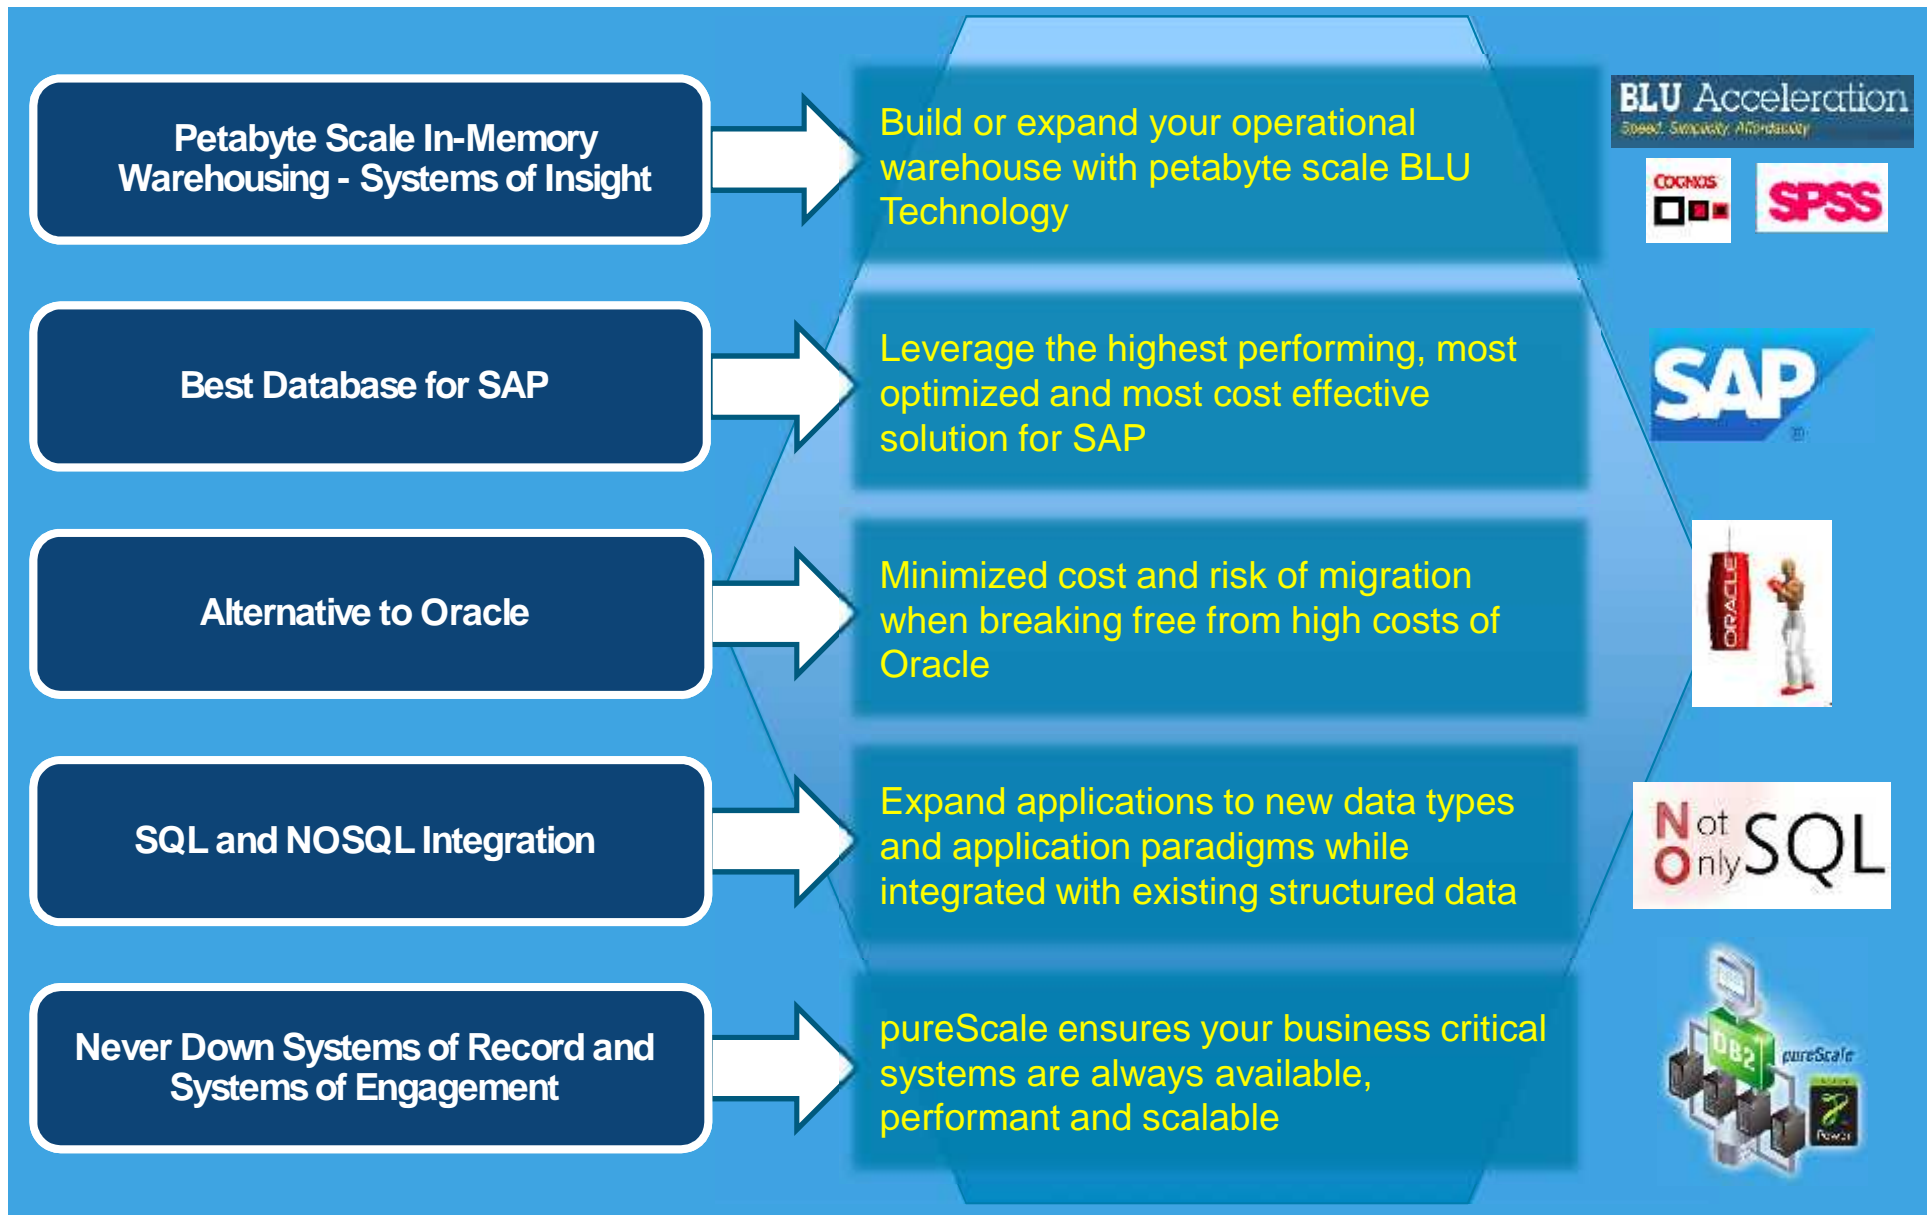 Petabyte Scale In-Memory
Warehousing - Systems of Insight
Build or expand your operational
warehouse with petabyte scale BLU
Technology
BLU Acceleration
Speed. Simplicity. Affordability
COGNOS
SPSS
Best Database for SAP
Leverage the highest performing, most
optimized and most cost effective
solution for SAP
SAP
®
Alternative to Oracle
Minimized cost and risk of migration
when breaking free from high costs of
Oracle
ORACLE
SQL and NOSQL Integration
Expand applications to new data types
and application paradigms while
integrated with existing structured data
Not
Only SQL
Never Down Systems of Record and
Systems of Engagement
pureScale ensures your business critical
systems are always available,
performant and scalable
DB2
pureScale
Power